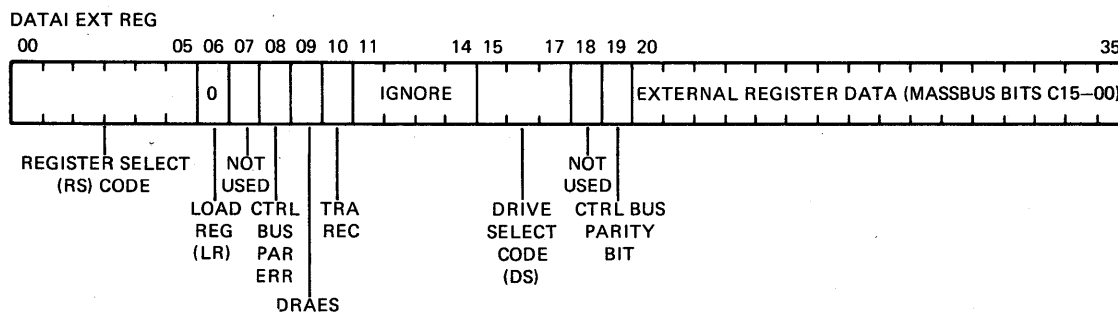 DATAI EXT REG
00 05 06 07 08 09 10 11 14 15 17 18 19 20 35
0 IGNORE EXTERNAL REGISTER DATA (MASSBUS BITS C15–00)
REGISTER SELECT NOT NOT
(RS) CODE USED USED
LOAD CTRL TRA DRIVE CTRL BUS
REG BUS REC SELECT PARITY
(LR) PAR CODE BIT
ERR (DS)
DRAES